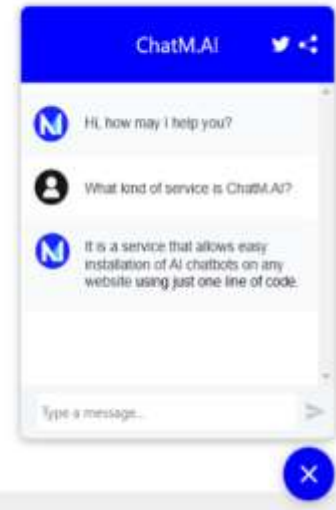 ChatM.AI
Hi, how may I help you?
What kind of service is ChatM.AI?
It is a service that allows easy
installation of AI chatbots on any
website using just one line of code.
Type a message...